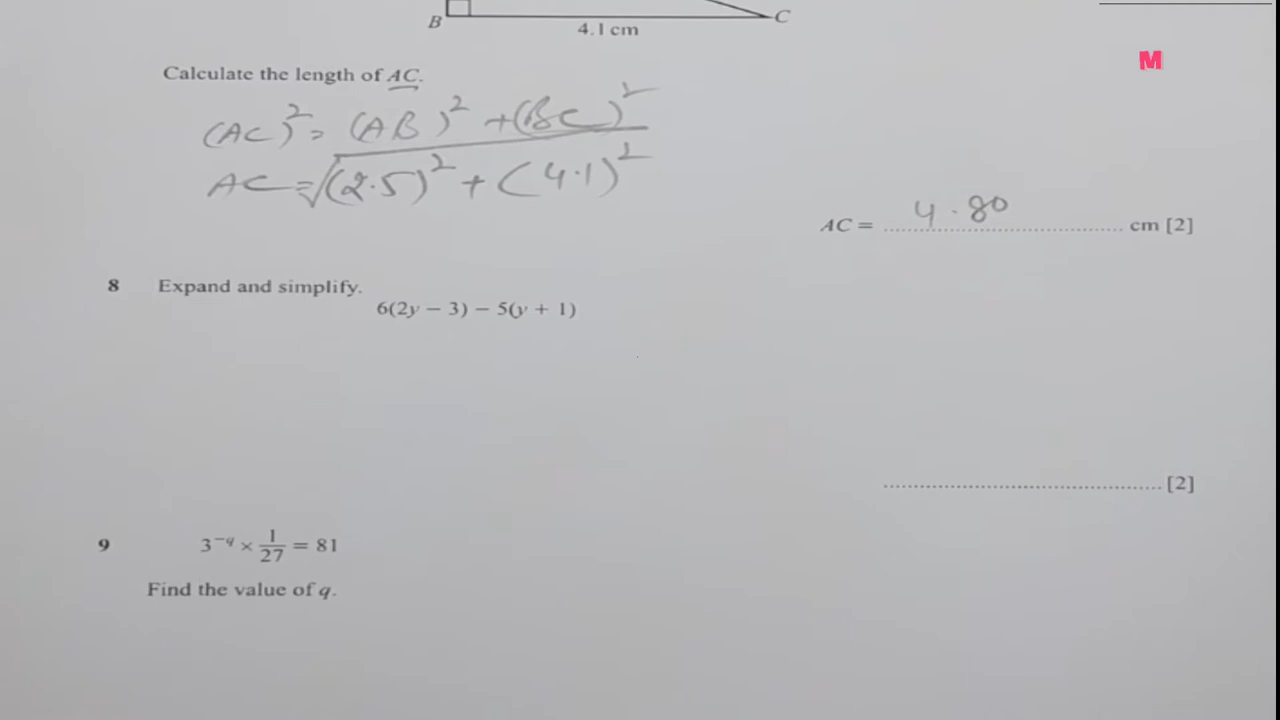 B
C
4.1 cm
M
Calculate the length of AC.
(AC)² = (AB)² + (BC)²
AC = √(2.5)² + (4.1)²
AC = 4.80 cm [2]
8 Expand and simplify.
6(2y − 3) − 5(y + 1)
[2]
9 3⁻q × 1/27 = 81
Find the value of q.